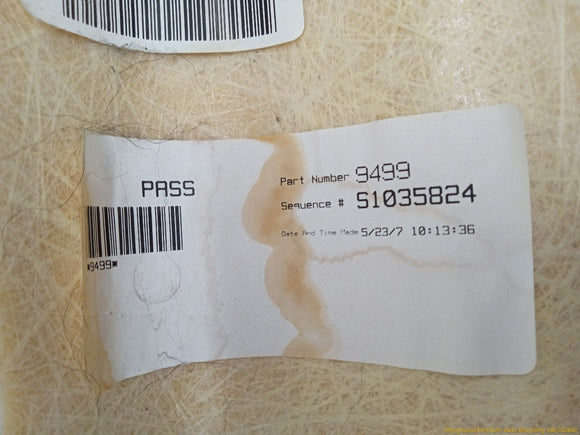 PASS
*9499*
Part Number 9499
Sequence # S1035824
Date And Time Made 5/23/7 10:13:36